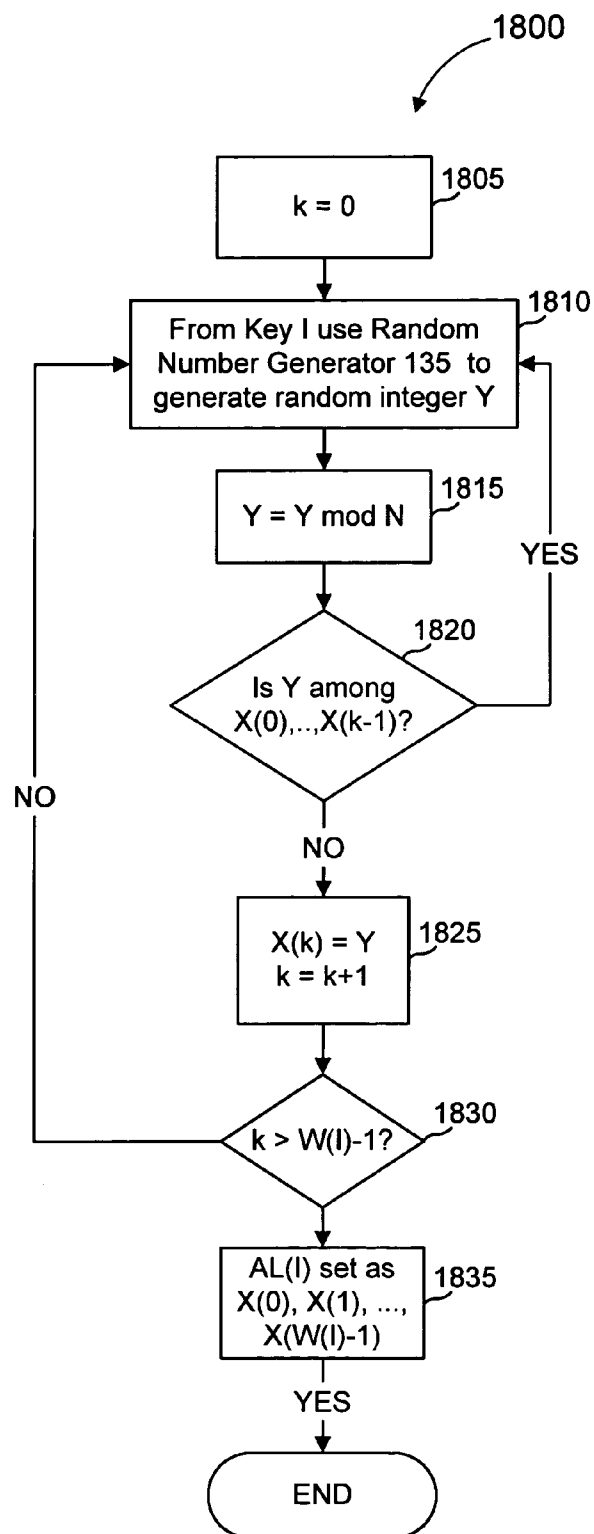 1800
1805
k = 0
1810
From Key I use Random
Number Generator 135 to
generate random integer Y
1815
Y = Y mod N
YES
1820
Is Y among
X(0),..,X(k-1)?
NO
NO
X(k) = Y
k = k+1
1825
k > W(I)-1?
1830
AL(I) set as
X(0), X(1), ...,
X(W(I)-1)
1835
YES
END